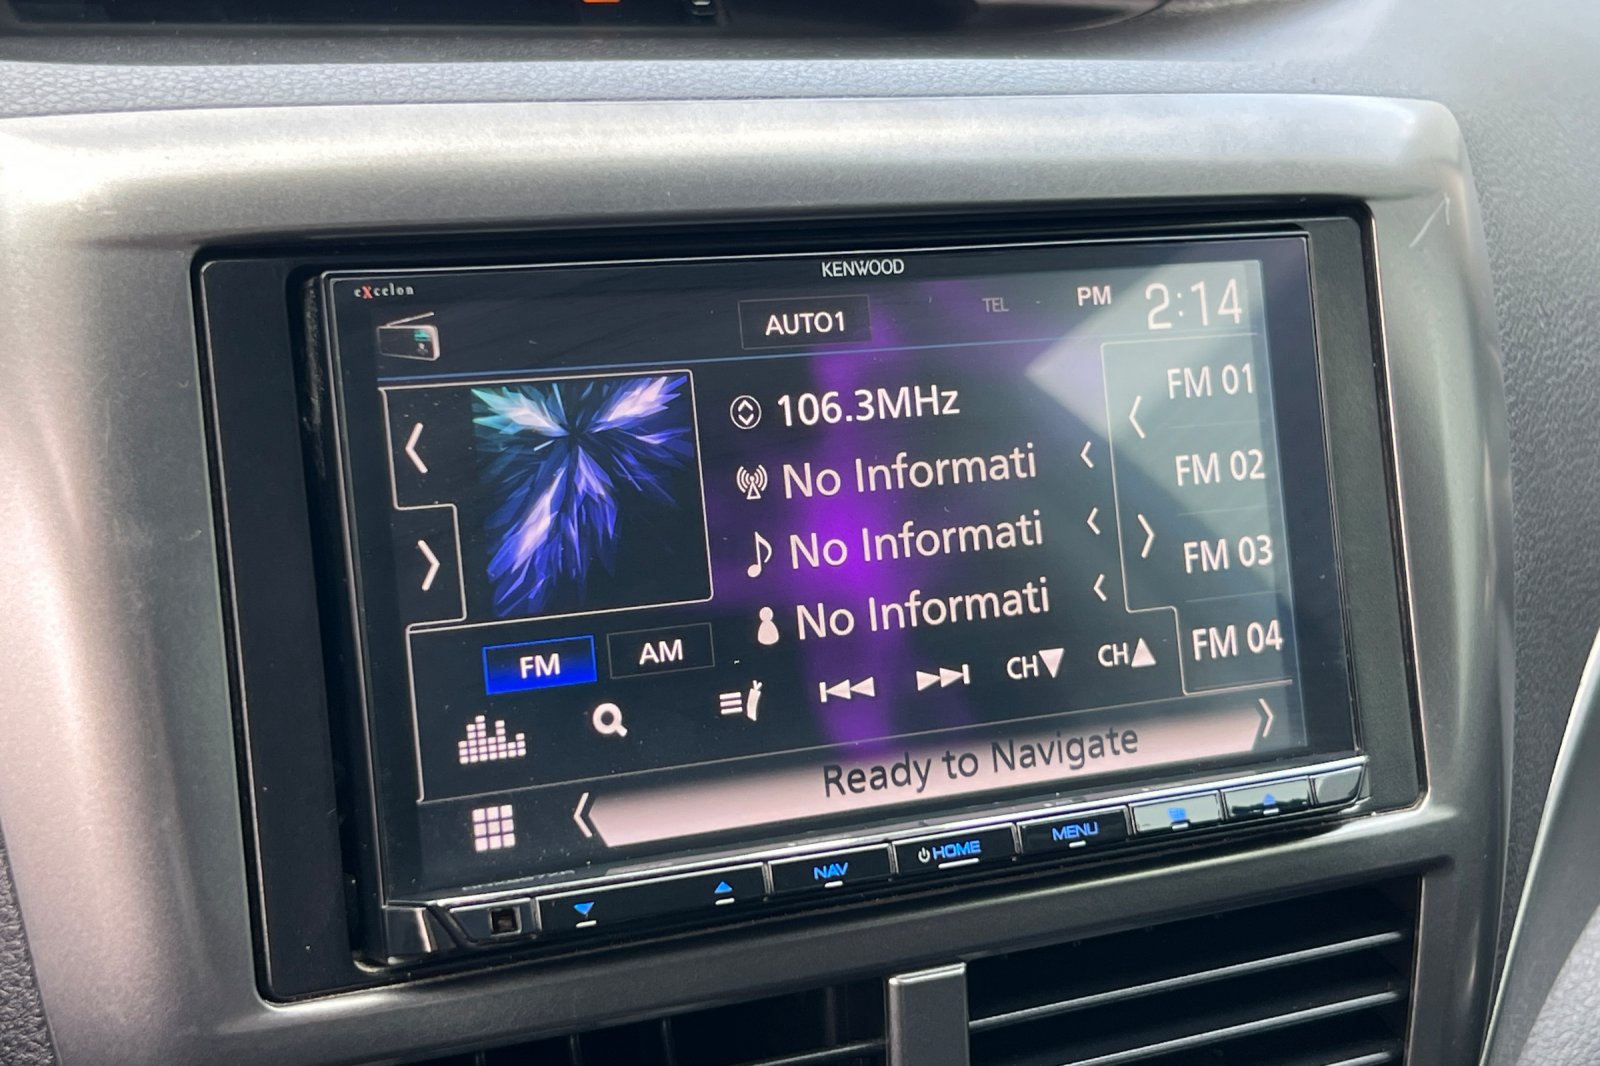 KENWOOD
eXcelon
AUTO1
TEL
PM 2:14
106.3MHz
No Informati
No Informati
No Informati
FM 01
FM 02
FM 03
FM 04
FM
AM
CH
CH
Ready to Navigate
NAV
HOME
MENU